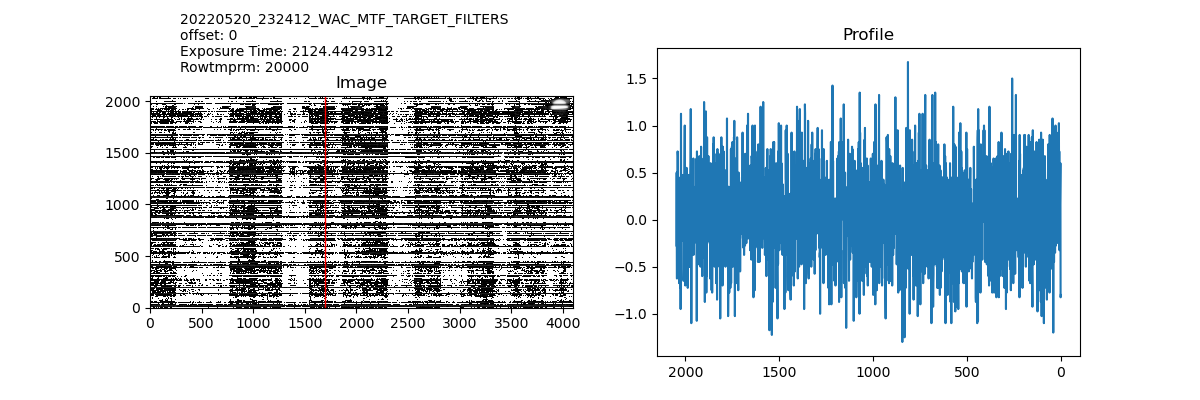 20220520_232412_WAC_MTF_TARGET_FILTERS
offset: 0
Exposure Time: 2124.4429312
Rowtmprm: 20000
Image
2000
1500
1000
500
0
0 500 1000 1500 2000 2500 3000 3500 4000
Profile
1.5
1.0
0.5
0.0
−0.5
−1.0
2000 1500 1000 500 0